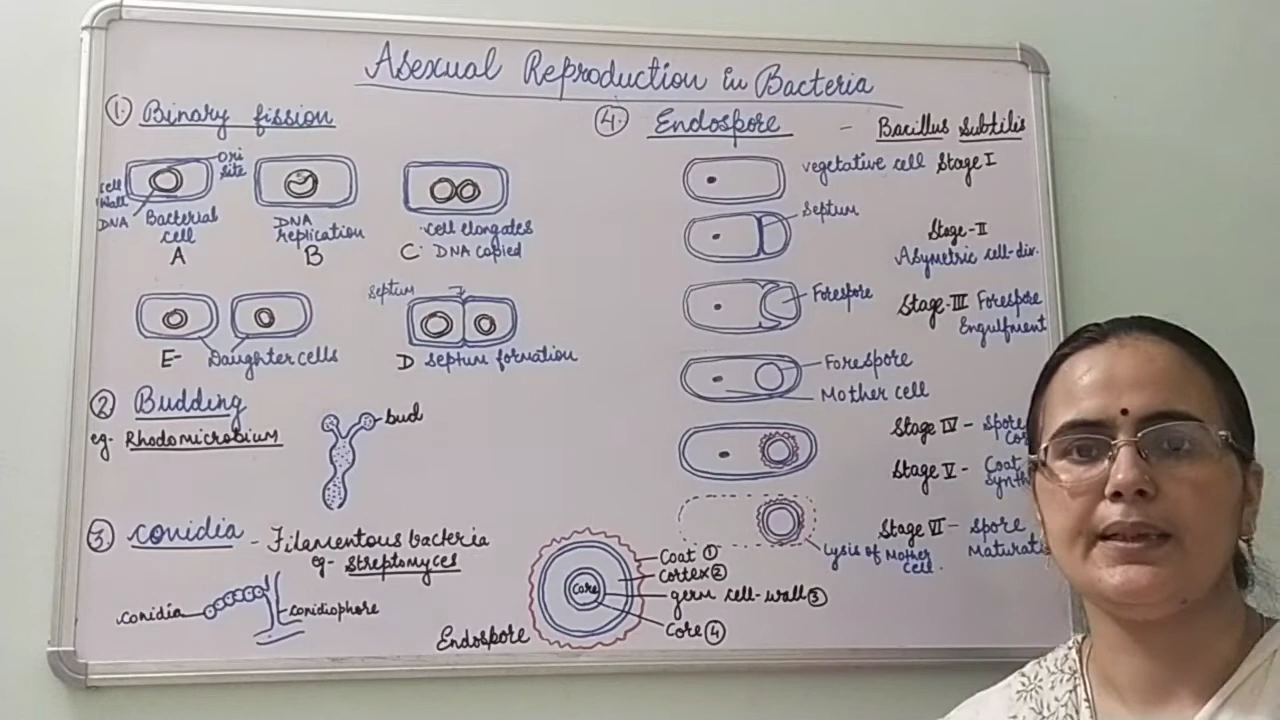 Asexual Reproduction in Bacteria
1. Binary fission
Ori
site
cell
wall
DNA
Bacterial
cell
A
DNA
replication
B
cell elongates
C. DNA copied
Septum
E-
Daughter cells
D Septum formation
2 Budding
eg- Rhodomicrobium
bud
3. Conidia - Filamentous bacteria
eg- Streptomyces
conidia
conidiophore
Endospore
Core
Coat 1
cortex 2
germ cell-wall 3
Core 4
4. Endospore - Bacillus Subtilis
vegetative cell Stage I
Septum
Stage-II
Asymetric cell-div.
Forespore
Stage-III Forespore
Engulfment
Forespore
Mother cell
Stage IV - Spore
Stage V - Coat
Synth
Stage VI - Spore
Maturati
Lysis of Mother
cell.